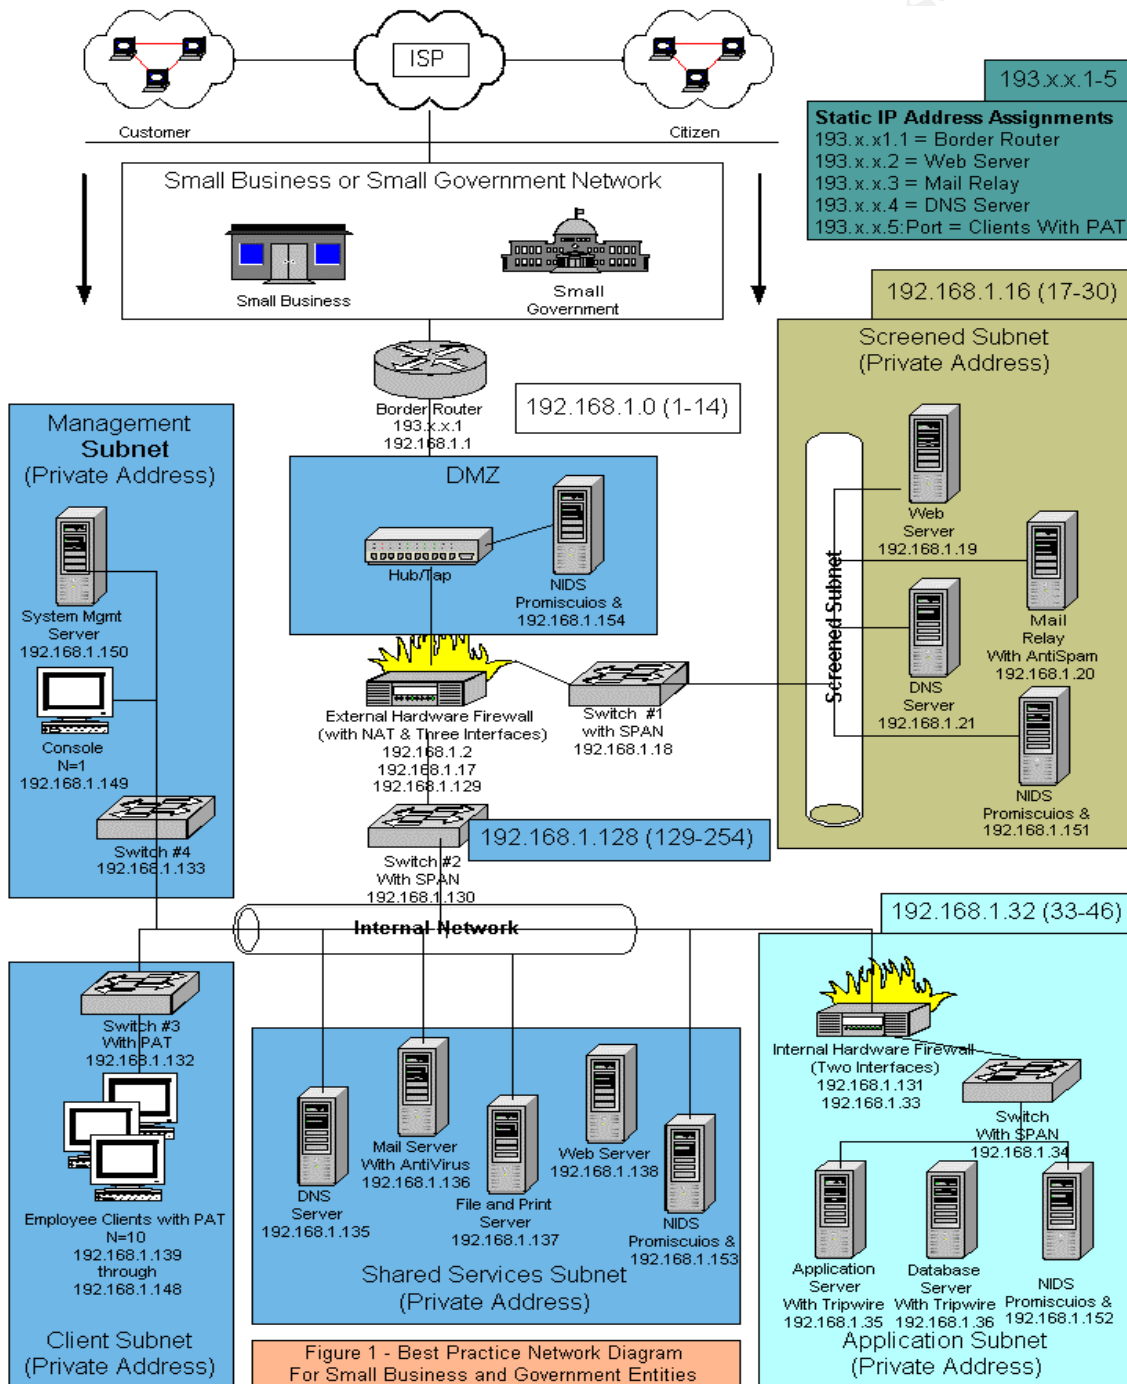 ISP
Customer
Citizen
193.x.x.1-5
Static IP Address Assignments
193.x.x1.1 = Border Router
193.x.x.2 = Web Server
193.x.x.3 = Mail Relay
193.x.x.4 = DNS Server
193.x.x.5:Port = Clients With PAT
Small Business or Small Government Network
Small Business
Small
Government
192.168.1.16 (17-30)
Screened Subnet
(Private Address)
Border Router
193.x.x.1
192.168.1.1
192.168.1.0 (1-14)
Management
Subnet
(Private Address)
System Mgmt
Server
192.168.1.150
Console
N=1
192.168.1.149
Switch #4
192.168.1.133
DMZ
Hub/Tap
NIDS
Promiscuios &
192.168.1.154
External Hardware Firewall
(with NAT & Three Interfaces)
192.168.1.2
192.168.1.17
192.168.1.129
Switch #1
with SPAN
192.168.1.18
Screened Subnet
Web
Server
192.168.1.19
Mail
Relay
With AntiSpam
192.168.1.20
DNS
Server
192.168.1.21
NIDS
Promiscuios &
192.168.1.151
192.168.1.128 (129-254)
Switch #2
With SPAN
192.168.1.130
Internal Network
192.168.1.32 (33-46)
Switch #3
With PAT
192.168.1.132
Employee Clients with PAT
N=10
192.168.1.139
through
192.168.1.148
Client Subnet
(Private Address)
DNS
Server
192.168.1.135
Mail Server
With AntiVirus
192.168.1.136
File and Print
Server
192.168.1.137
Web Server
192.168.1.138
NIDS
Promiscuios &
192.168.1.153
Shared Services Subnet
(Private Address)
Internal Hardware Firewall
(Two Interfaces)
192.168.1.131
192.168.1.33
Switch
With SPAN
192.168.1.34
Application
Server
With Tripwire
192.168.1.35
Database
Server
With Tripwire
192.168.1.36
NIDS
Promiscuios &
192.168.1.152
Application Subnet
(Private Address)
Figure 1 - Best Practice Network Diagram
For Small Business and Government Entities